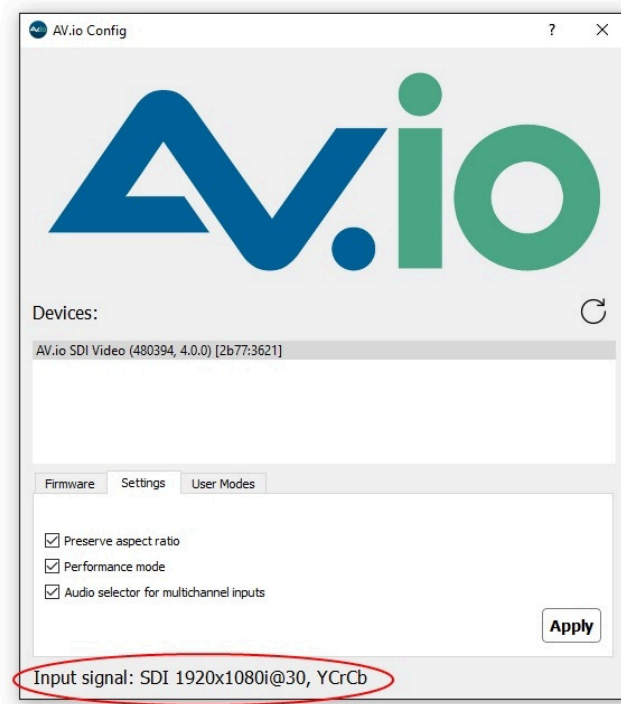 AV.io Config ? ×
AV.io
Devices:
AV.io SDI Video (480394, 4.0.0) [2b77:3621]
Firmware Settings User Modes
Preserve aspect ratio
Performance mode
Audio selector for multichannel inputs
Apply
Input signal: SDI 1920x1080i@30, YCrCb